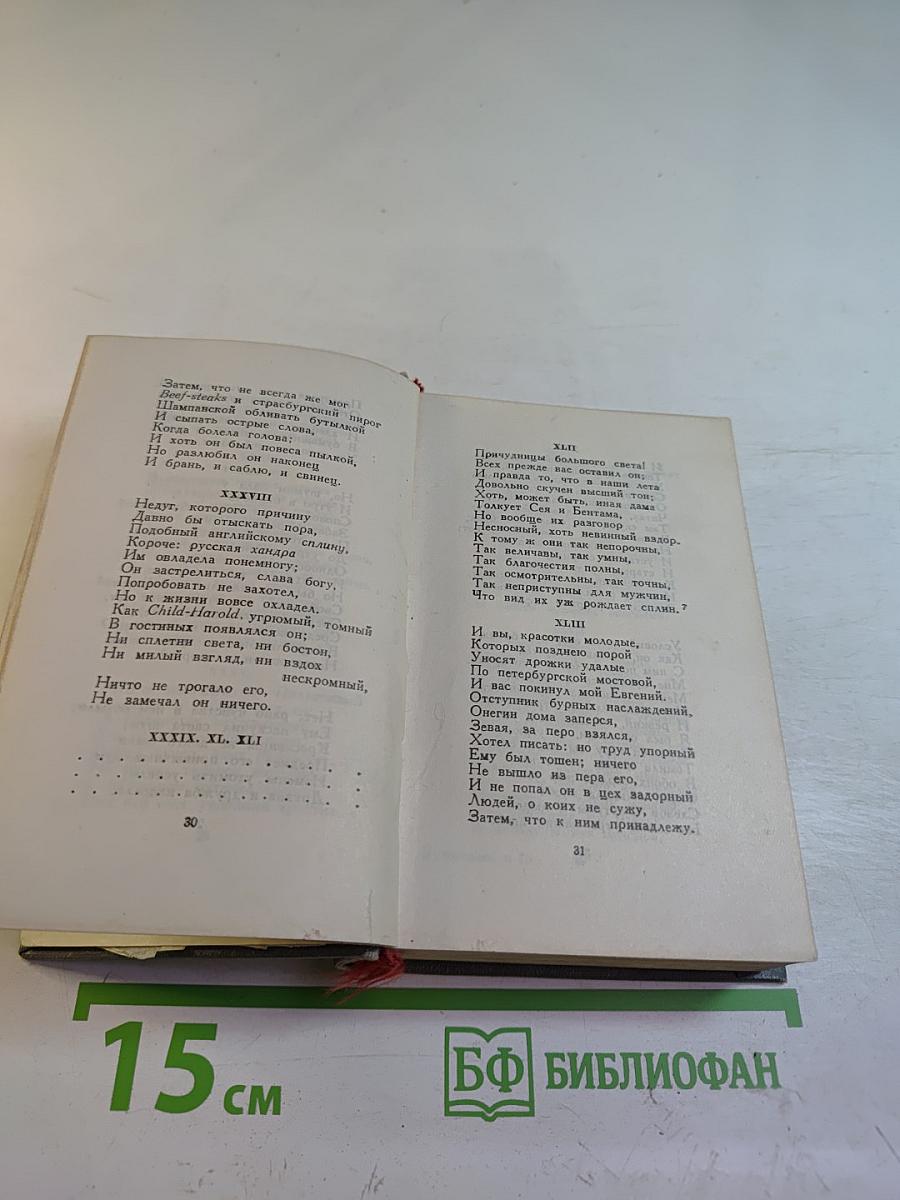 Затем, что не всегда же мог
Beef-steaks и страсбургский пирог
Шампанской обливать бутылкой
И сыпать острые слова,
Когда болела голова;
И хоть он был повеса пылкой,
Но разлюбил он наконец
И брань, и саблю, и свинец.
XXXVIII
Недуг, которого причину
Давно бы отыскать пора,
Подобный английскому сплину,
Короче: русская хандра
Им овладела понемногу;
Он застрелиться, слава богу,
Попробовать не захотел,
Но к жизни вовсе охладел.
Как Child-Harold, угрюмый, томный
В гостиных появлялся он;
Ни сплетни света, ни бостон,
Ни милый взгляд, ни вздох
нескромный,
Ничто не трогало его,
Не замечал он ничего.
XXXIX. XL. XLI
. . . . . . . . . . . . . .
. . . . . . . . . . . . . .
. . . . . . . . . . . . . .
30
XLII
Причудницы большого света!
Всех прежде вас оставил он;
И правда то, что в наши лета
Довольно скучен высший тон;
Хоть, может быть, иная дама
Толкует Сея и Бентама,
Но вообще их разговор
Несносный, хоть невинный вздор.
К тому ж они так непорочны,
Так величавы, так умны,
Так благочестия полны,
Так осмотрительны, так точны,
Так неприступны для мужчин,
Что вид их уж рождает сплин.7
XLIII
И вы, красотки молодые,
Которых позднею порой
Уносят дрожки удалые
По петербургской мостовой,
И вас покинул мой Евгений.
Отступник бурных наслаждений,
Онегин дома заперся,
Зевая, за перо взялся,
Хотел писать: но труд упорный
Ему был тошен; ничего
Не вышло из пера его,
И не попал он в цех задорный
Людей, о коих не сужу,
Затем, что к ним принадлежу.
31
15 см
БФ БИБЛИОФАН